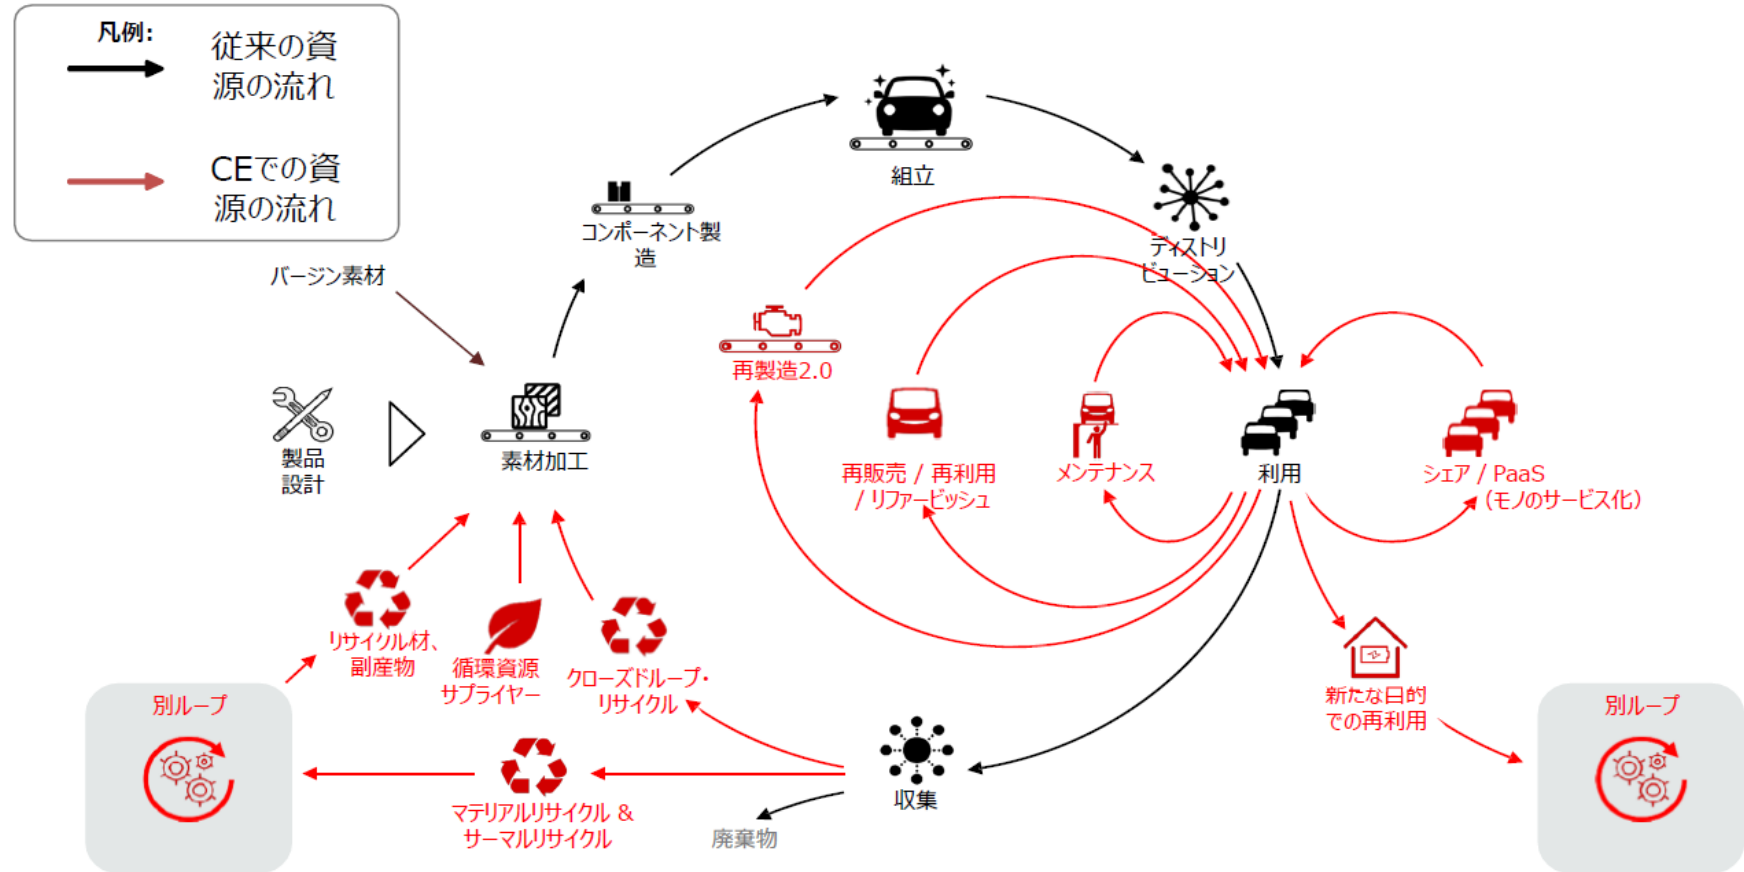 凡例:
従来の資
源の流れ
CEでの資
源の流れ
組立
コンポーネント製
造
ディストリ
ビューション
バージン素材
再製造2.0
製品
設計
素材加工
再販売 / 再利用
/ リファービッシュ
メンテナンス
利用
シェア / PaaS
（モノのサービス化）
リサイクル材、
副産物
循環資源
サプライヤー
クローズドループ・
リサイクル
新たな目的
での再利用
別ループ
別ループ
マテリアルリサイクル &
サーマルリサイクル
収集
廃棄物